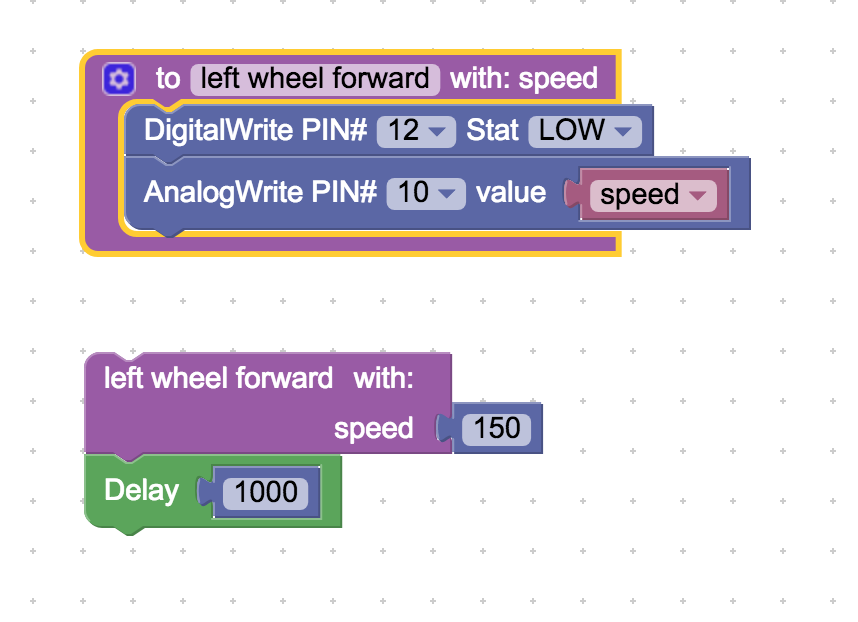 to left wheel forward with: speed
DigitalWrite PIN# 12 Stat LOW
AnalogWrite PIN# 10 value speed
left wheel forward with:
speed 150
Delay 1000